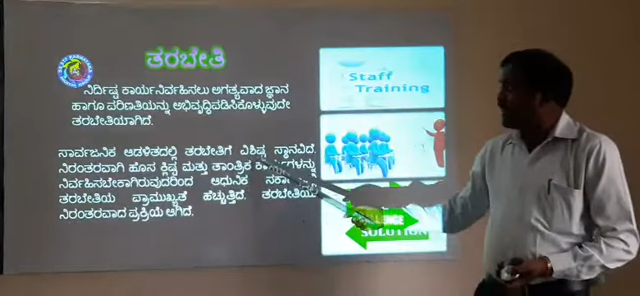 ತರಬೇತಿ
ನಿರ್ದಿಷ್ಟ ಕಾರ್ಯನಿರ್ವಹಿಸಲು ಅಗತ್ಯವಾದ ಜ್ಞಾನ
ಹಾಗೂ ಪರಿಣತಿಯನ್ನು ಅಭಿವೃದ್ಧಿಪಡಿಸಿಕೊಳ್ಳುವುದೇ
ತರಬೇತಿಯಾಗಿದೆ.
ಸಾರ್ವಜನಿಕ ಆಡಳಿತದಲ್ಲಿ ತರಬೇತಿಗೆ ವಿಶಿಷ್ಟ ಸ್ಥಾನವಿದೆ.
ನಿರಂತರವಾಗಿ ಹೊಸ ಕ್ಲಿಷ್ಟ ಮತ್ತು ತಾಂತ್ರಿಕ
ನಿರ್ವಹಿಸಬೇಕಾಗಿರುವುದರಿಂದ ಆಧುನಿಕ
ತರಬೇತಿಯ ಪ್ರಾಮುಖ್ಯತೆ ಹೆಚ್ಚುತ್ತಿದೆ. ತರಬೇತಿಯು
ನಿರಂತರವಾದ ಪ್ರಕ್ರಿಯೆ ಆಗಿದೆ.
Staff
Training
SOLUTION